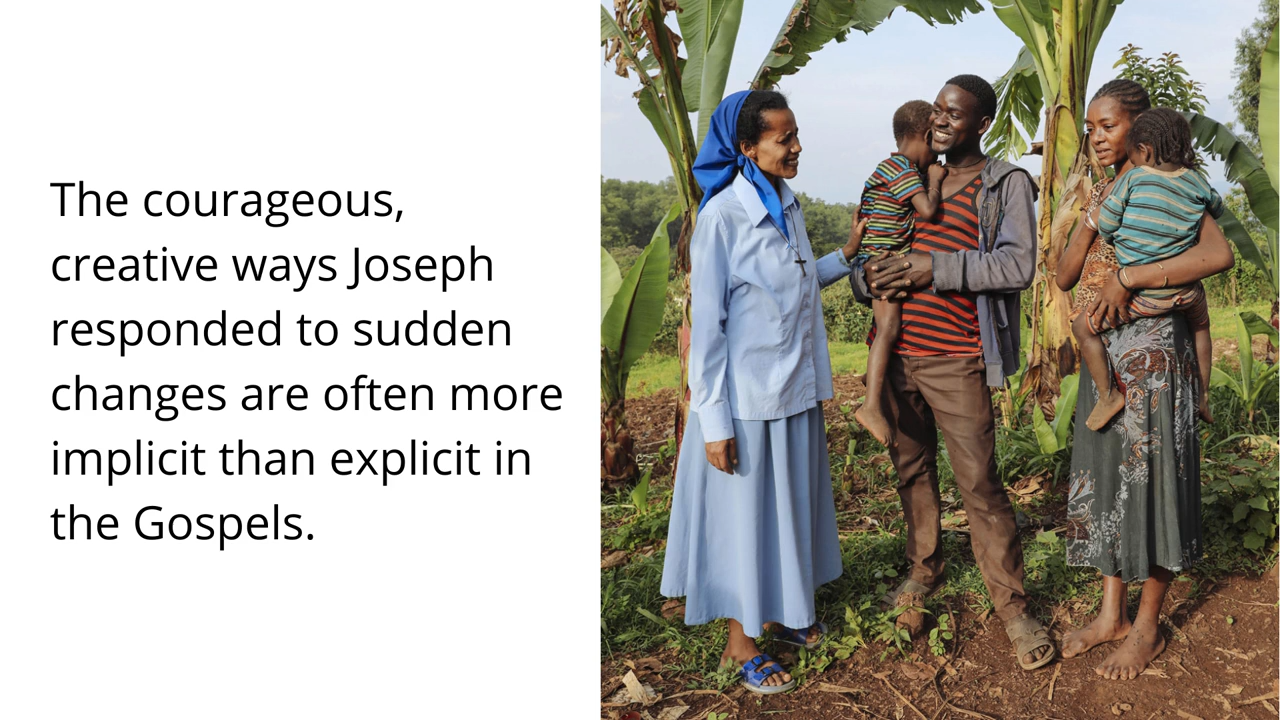 The courageous,
creative ways Joseph
responded to sudden
changes are often more
implicit than explicit in
the Gospels.